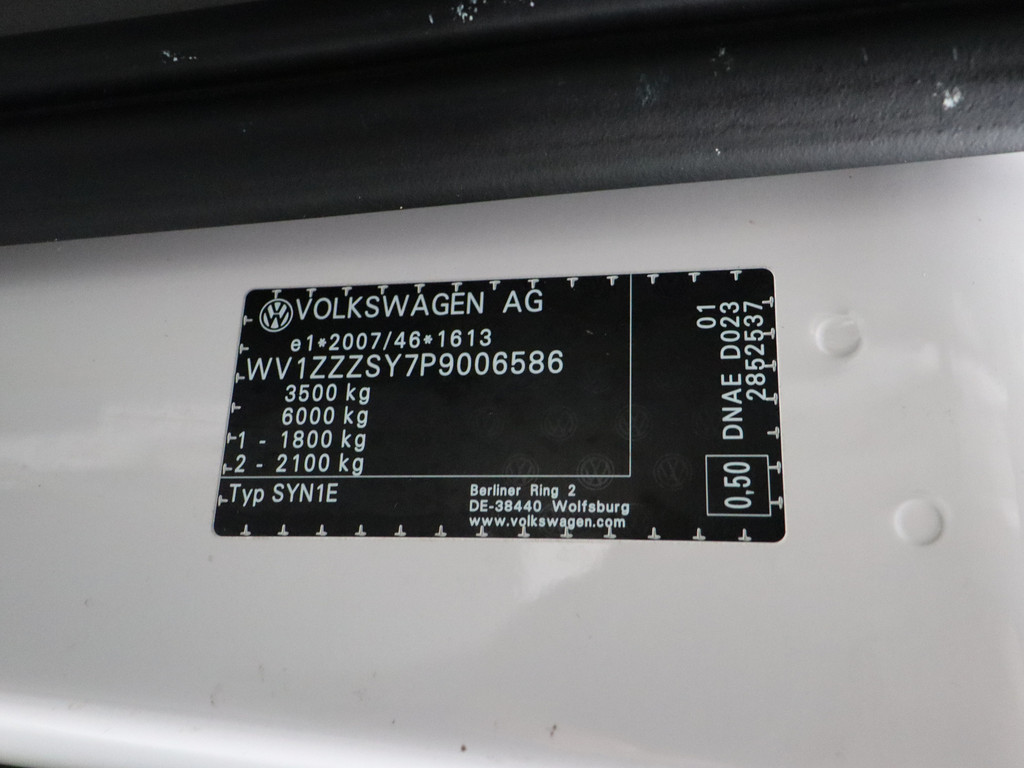 VOLKSWAGEN AG
e1*2007/46*1613
WV1ZZZSY7P9006586
3500 kg
6000 kg
1 - 1800 kg
2 - 2100 kg
Typ SYN1E
Berliner Ring 2
DE-38440 Wolfsburg
www.volkswagen.com
01
0,50 DNAE D023
2852537